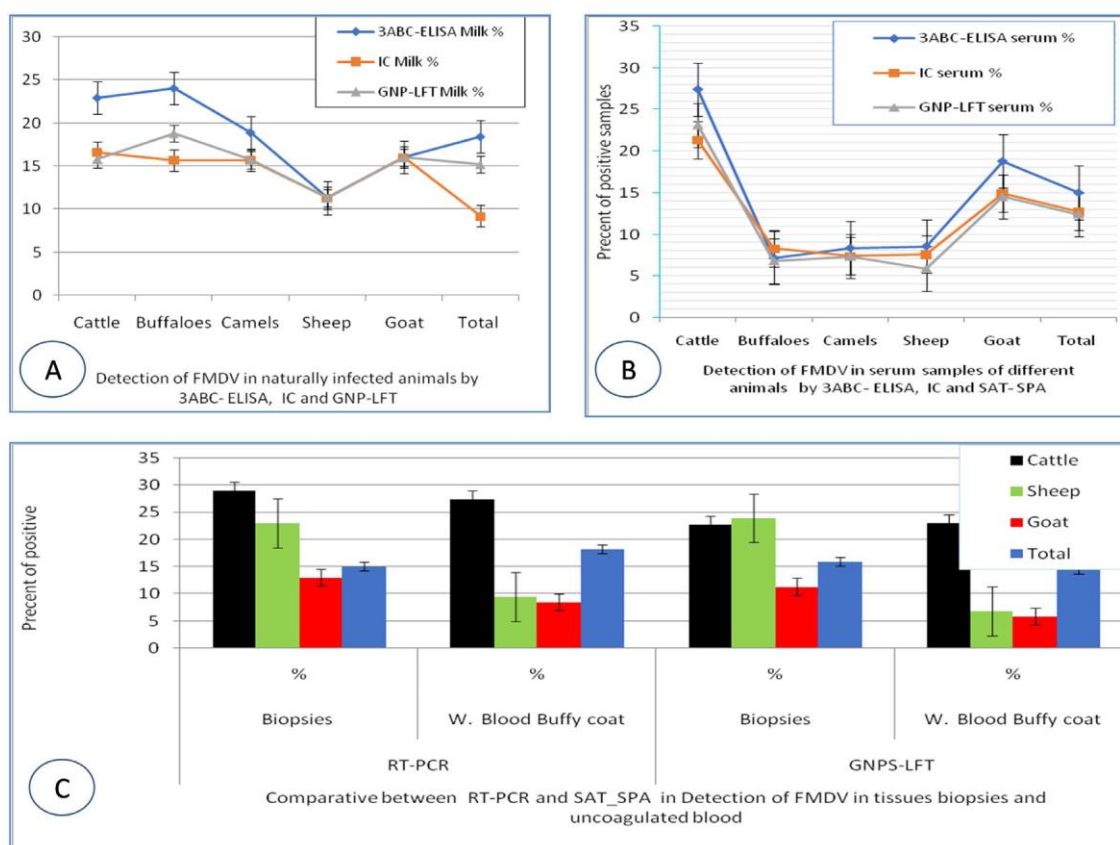 3ABC-ELISA Milk %
IC Milk %
GNP-LFT Milk %
30
25
20
15
10
5
0
Cattle Buffaloes Camels Sheep Goat Total
A
Detection of FMDV in naturally infected animals by
3ABC- ELISA, IC and GNP-LFT
3ABC-ELISA serum %
IC serum %
GNP-LFT serum %
Precent of positive samples
35
30
25
20
15
10
5
0
Cattle Buffaloes Camels Sheep Goat Total
B
Detection of FMDV in serum samples of different
animals by 3ABC- ELISA, IC and SAT-SPA
Precent of positive
35
30
25
20
15
10
5
0
Cattle
Sheep
Goat
Total
% % % %
Biopsies W. Blood Buffy coat Biopsies W. Blood Buffy coat
RT-PCR GNPS-LFT
C
Comparative between RT-PCR and SAT_SPA in Detection of FMDV in tissues biopsies and
uncoagulated blood